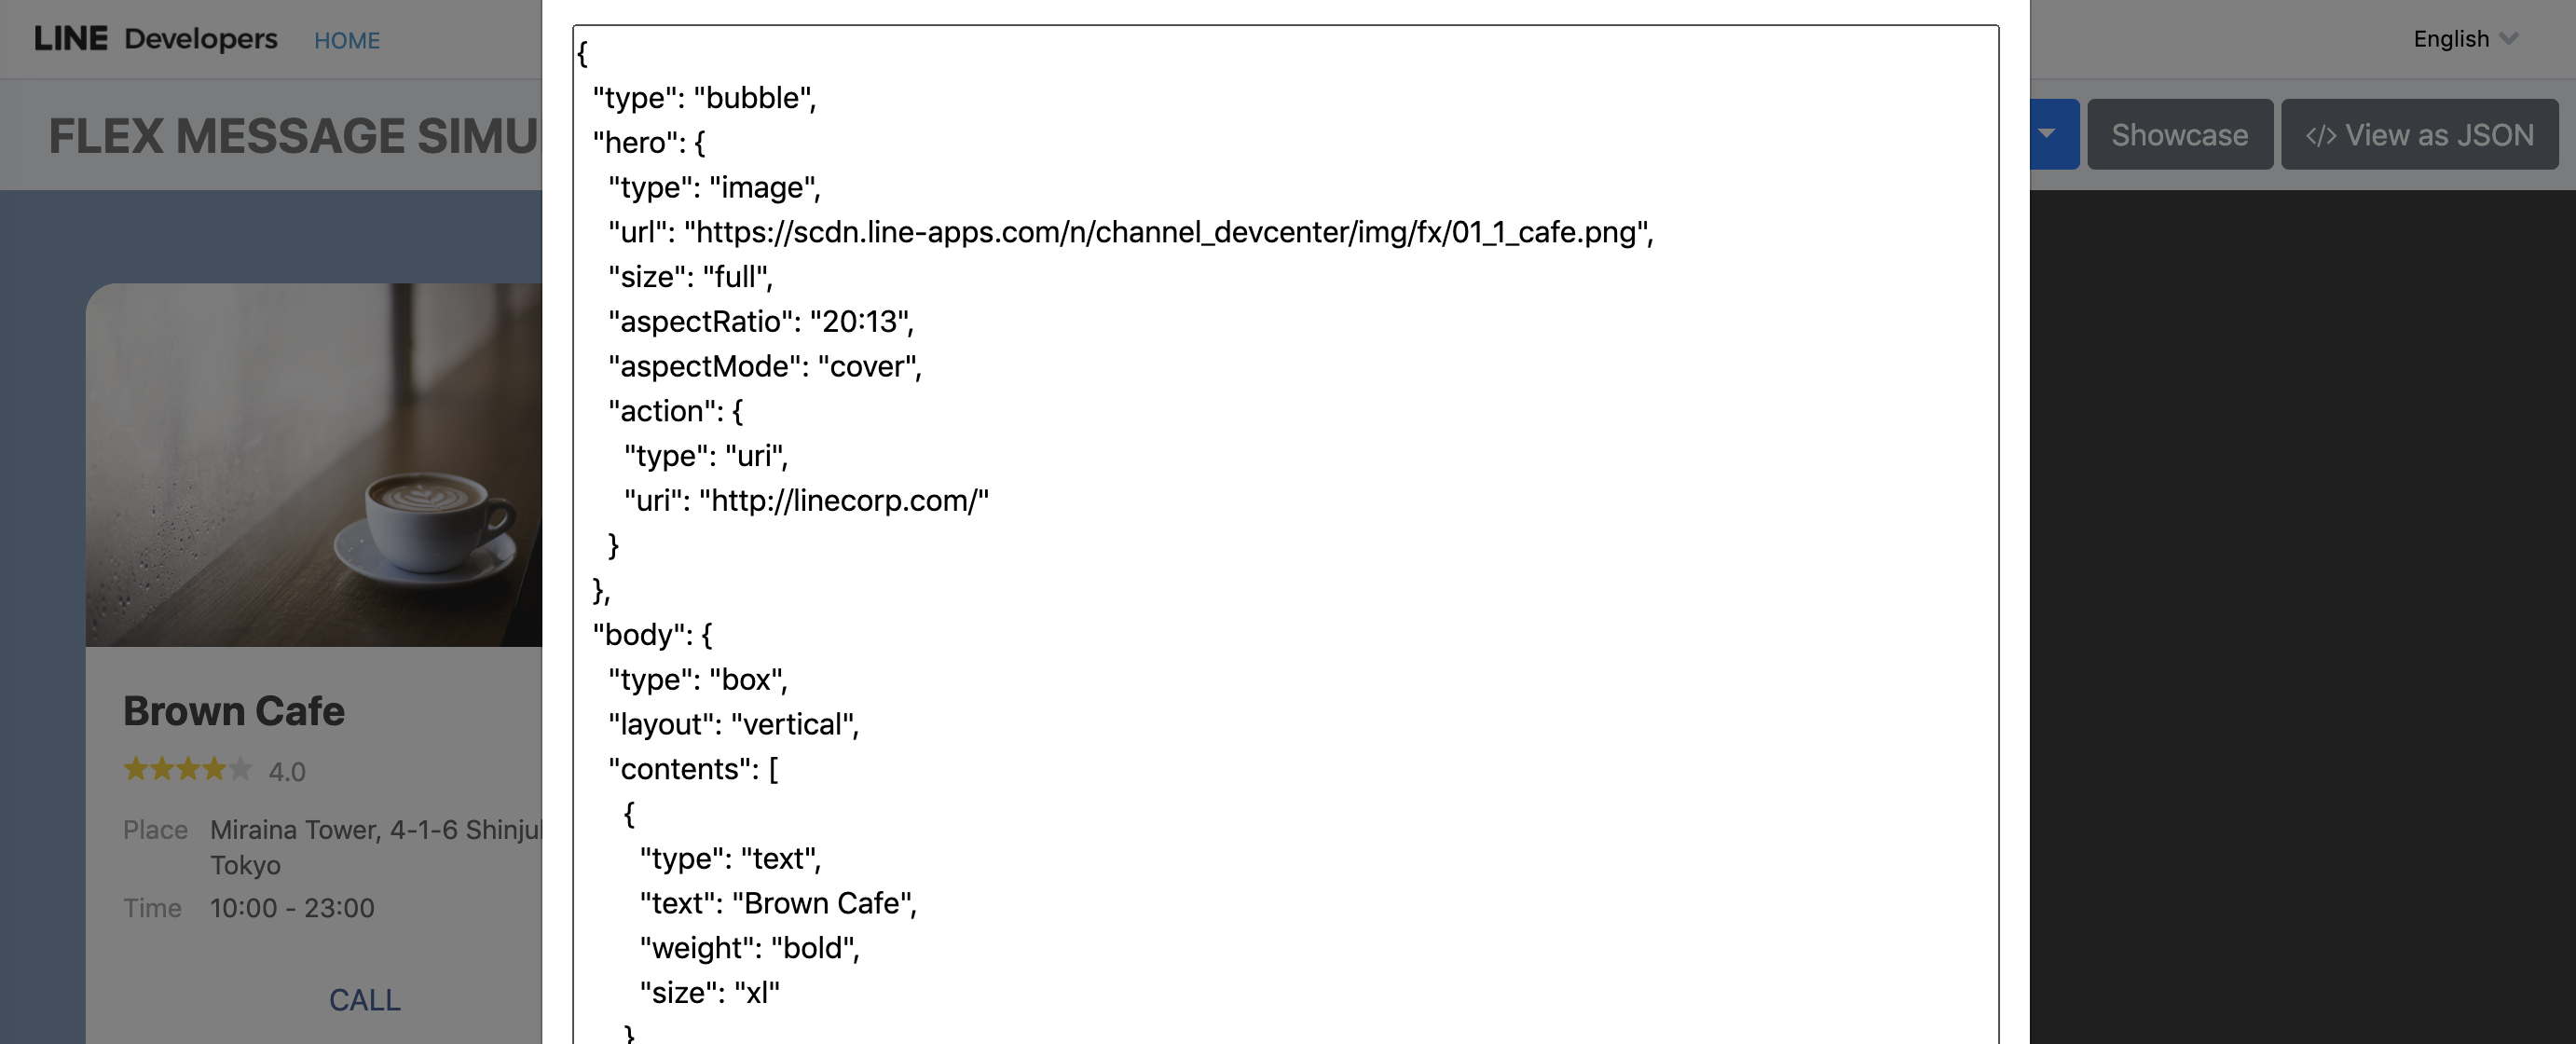 LINE Developers HOME
English
FLEX MESSAGE SIMU
Showcase
</> View as JSON
{
"type": "bubble",
"hero": {
"type": "image",
"url": "https://scdn.line-apps.com/n/channel_devcenter/img/fx/01_1_cafe.png",
"size": "full",
"aspectRatio": "20:13",
"aspectMode": "cover",
"action": {
"type": "uri",
"uri": "http://linecorp.com/"
}
},
"body": {
"type": "box",
"layout": "vertical",
"contents": [
{
"type": "text",
"text": "Brown Cafe",
"weight": "bold",
"size": "xl"
}
Brown Cafe
4.0
Place Miraina Tower, 4-1-6 Shinju
Tokyo
Time 10:00 - 23:00
CALL